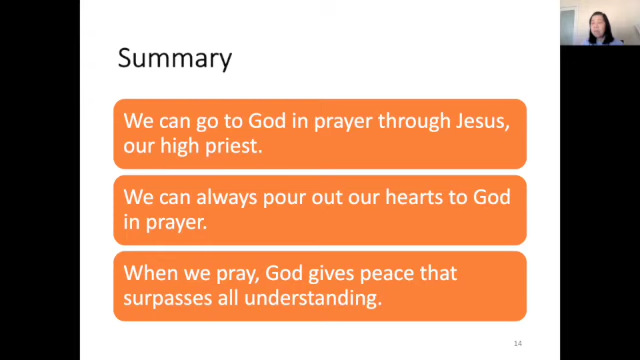 Summary
We can go to God in prayer through Jesus,
our high priest.
We can always pour out our hearts to God
in prayer.
When we pray, God gives peace that
surpasses all understanding.
14